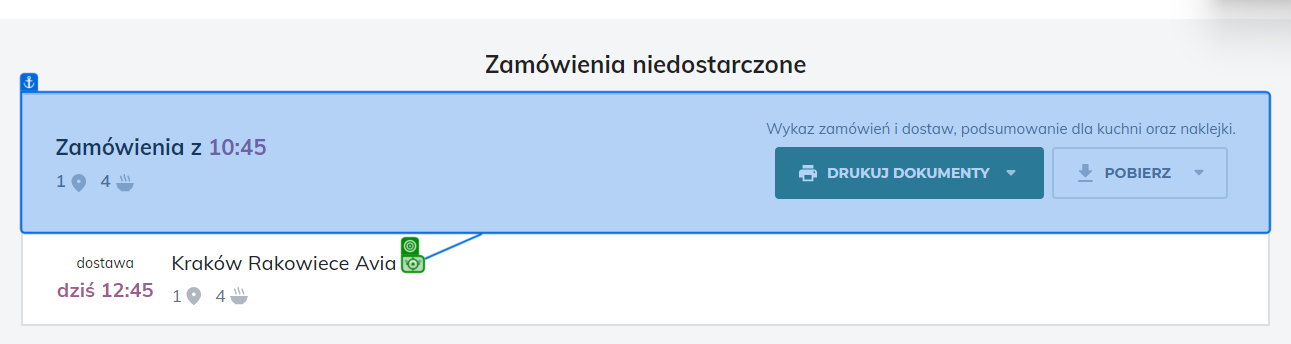 Zamówienia niedostarczone
Zamówienia z 10:45
1 4
Wykaz zamówień i dostaw, podsumowanie dla kuchni oraz naklejki.
DRUKUJ DOKUMENTY POBIERZ
dostawa
dziś 12:45
Kraków Rakowiece Avia
1 4